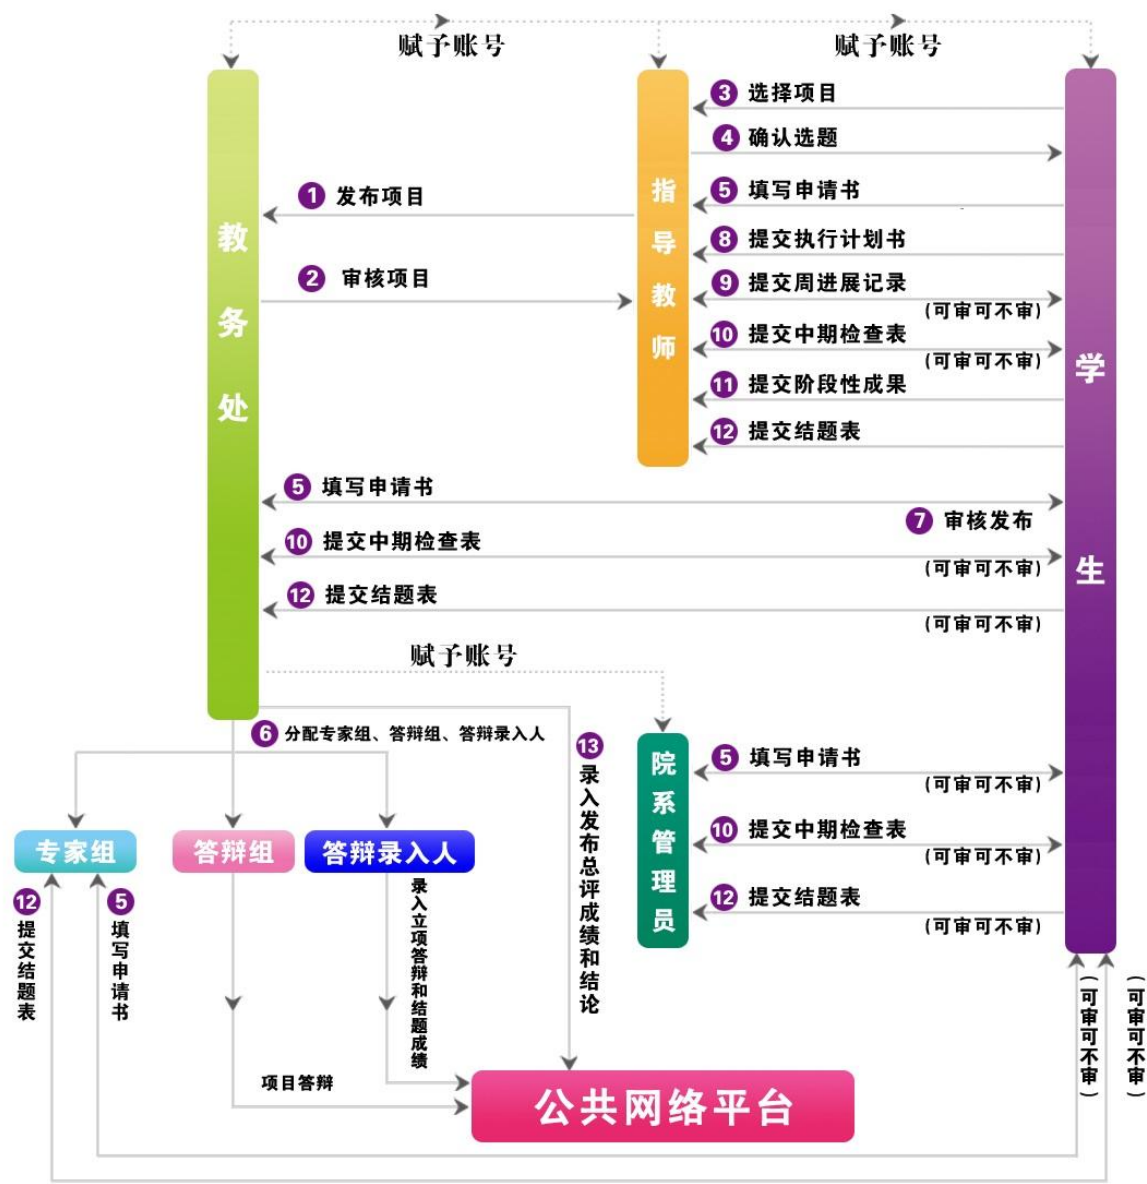 赋予账号
赋予账号
③ 选择项目
④ 确认选题
① 发布项目
⑤ 填写申请书
⑧ 提交执行计划书
② 审核项目
⑨ 提交周进展记录
(可审可不审)
⑩ 提交中期检查表
(可审可不审)
⑪ 提交阶段性成果
⑫ 提交结题表
教务处
指导教师
学生
⑤ 填写申请书
⑦ 审核发布
⑩ 提交中期检查表
(可审可不审)
⑫ 提交结题表
(可审可不审)
赋予账号
⑥ 分配专家组、答辩组、答辩录入人
⑬ 录入发布总评成绩和结论
院系管理员
⑤ 填写申请书
(可审可不审)
⑩ 提交中期检查表
(可审可不审)
⑫ 提交结题表
(可审可不审)
专家组
答辩组
答辩录入人
⑫ 提交结题表
⑤ 填写申请书
录入立项答辩和结题成绩
项目答辩
公共网络平台
(可审可不审)
(可审可不审)